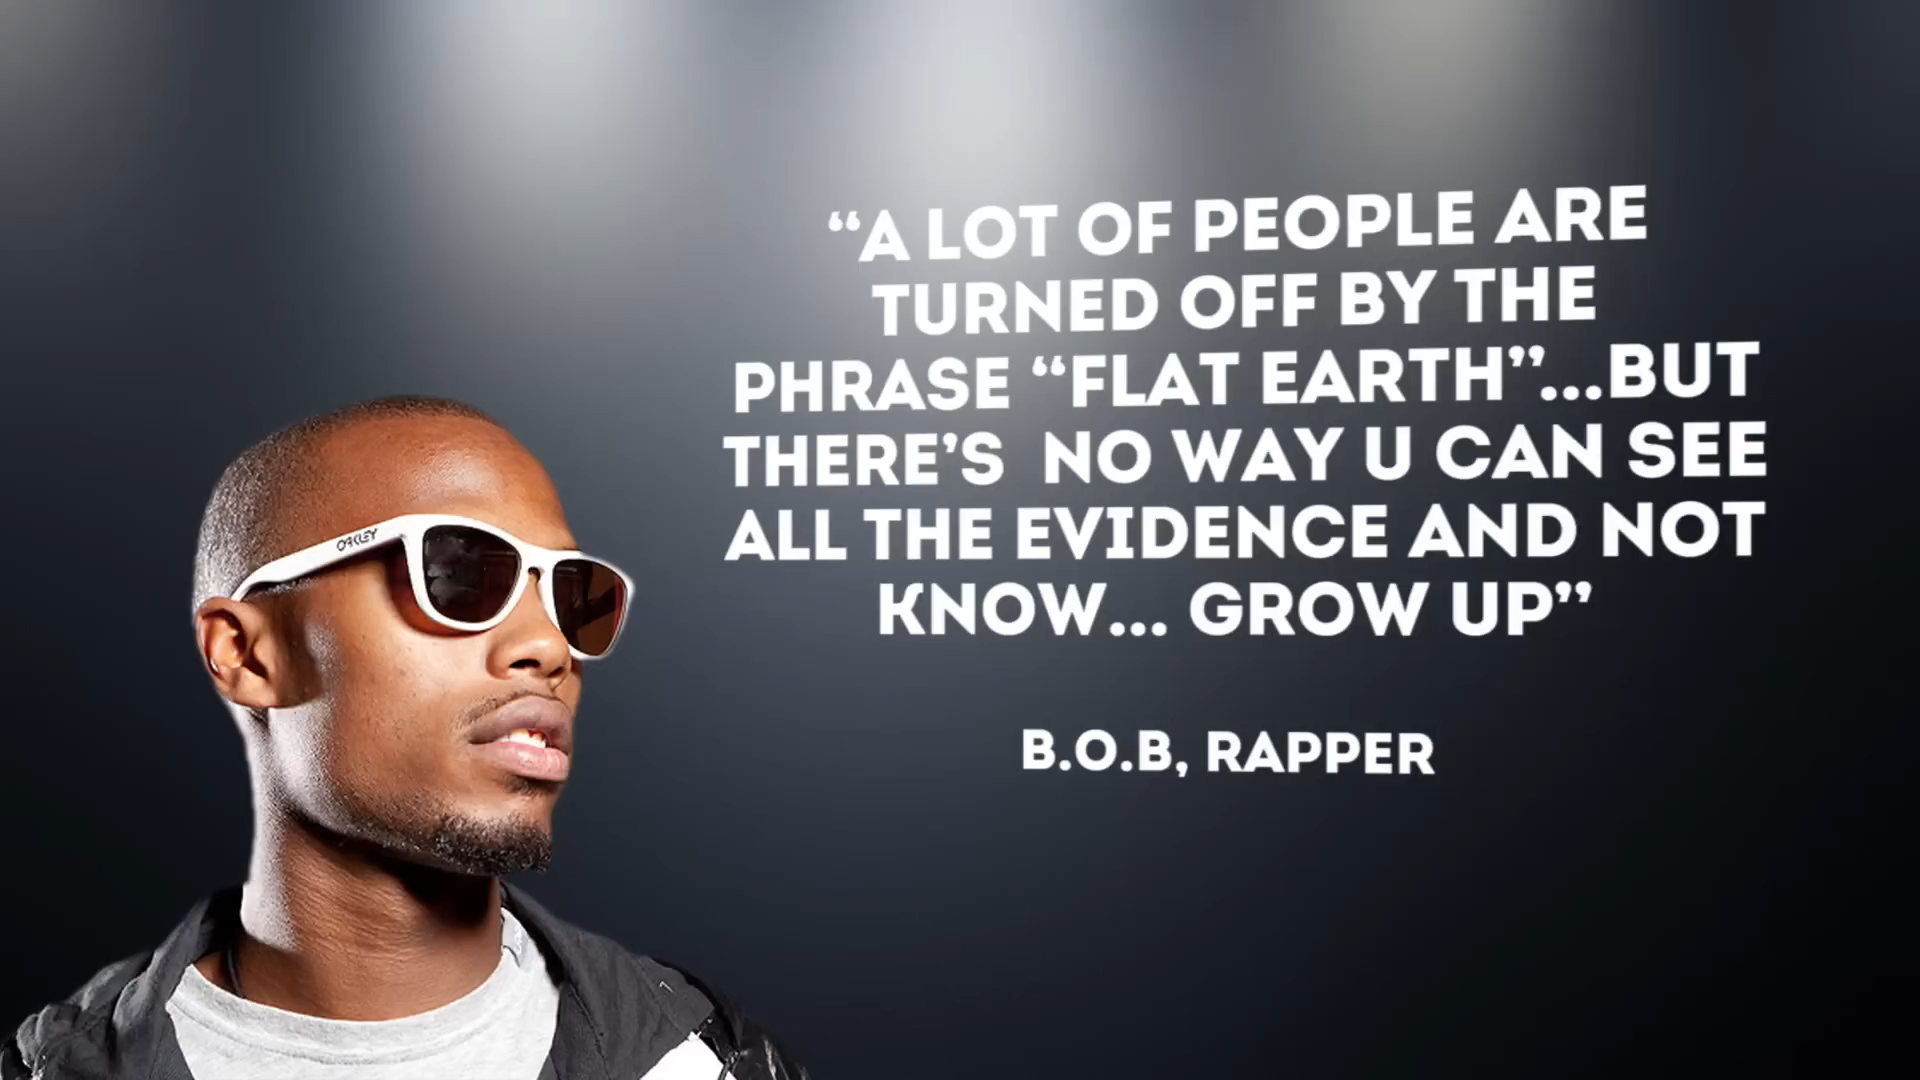 “A LOT OF PEOPLE ARE
TURNED OFF BY THE
PHRASE “FLAT EARTH”...BUT
THERE’S NO WAY U CAN SEE
ALL THE EVIDENCE AND NOT
KNOW... GROW UP”
B.O.B, RAPPER
OAKLEY